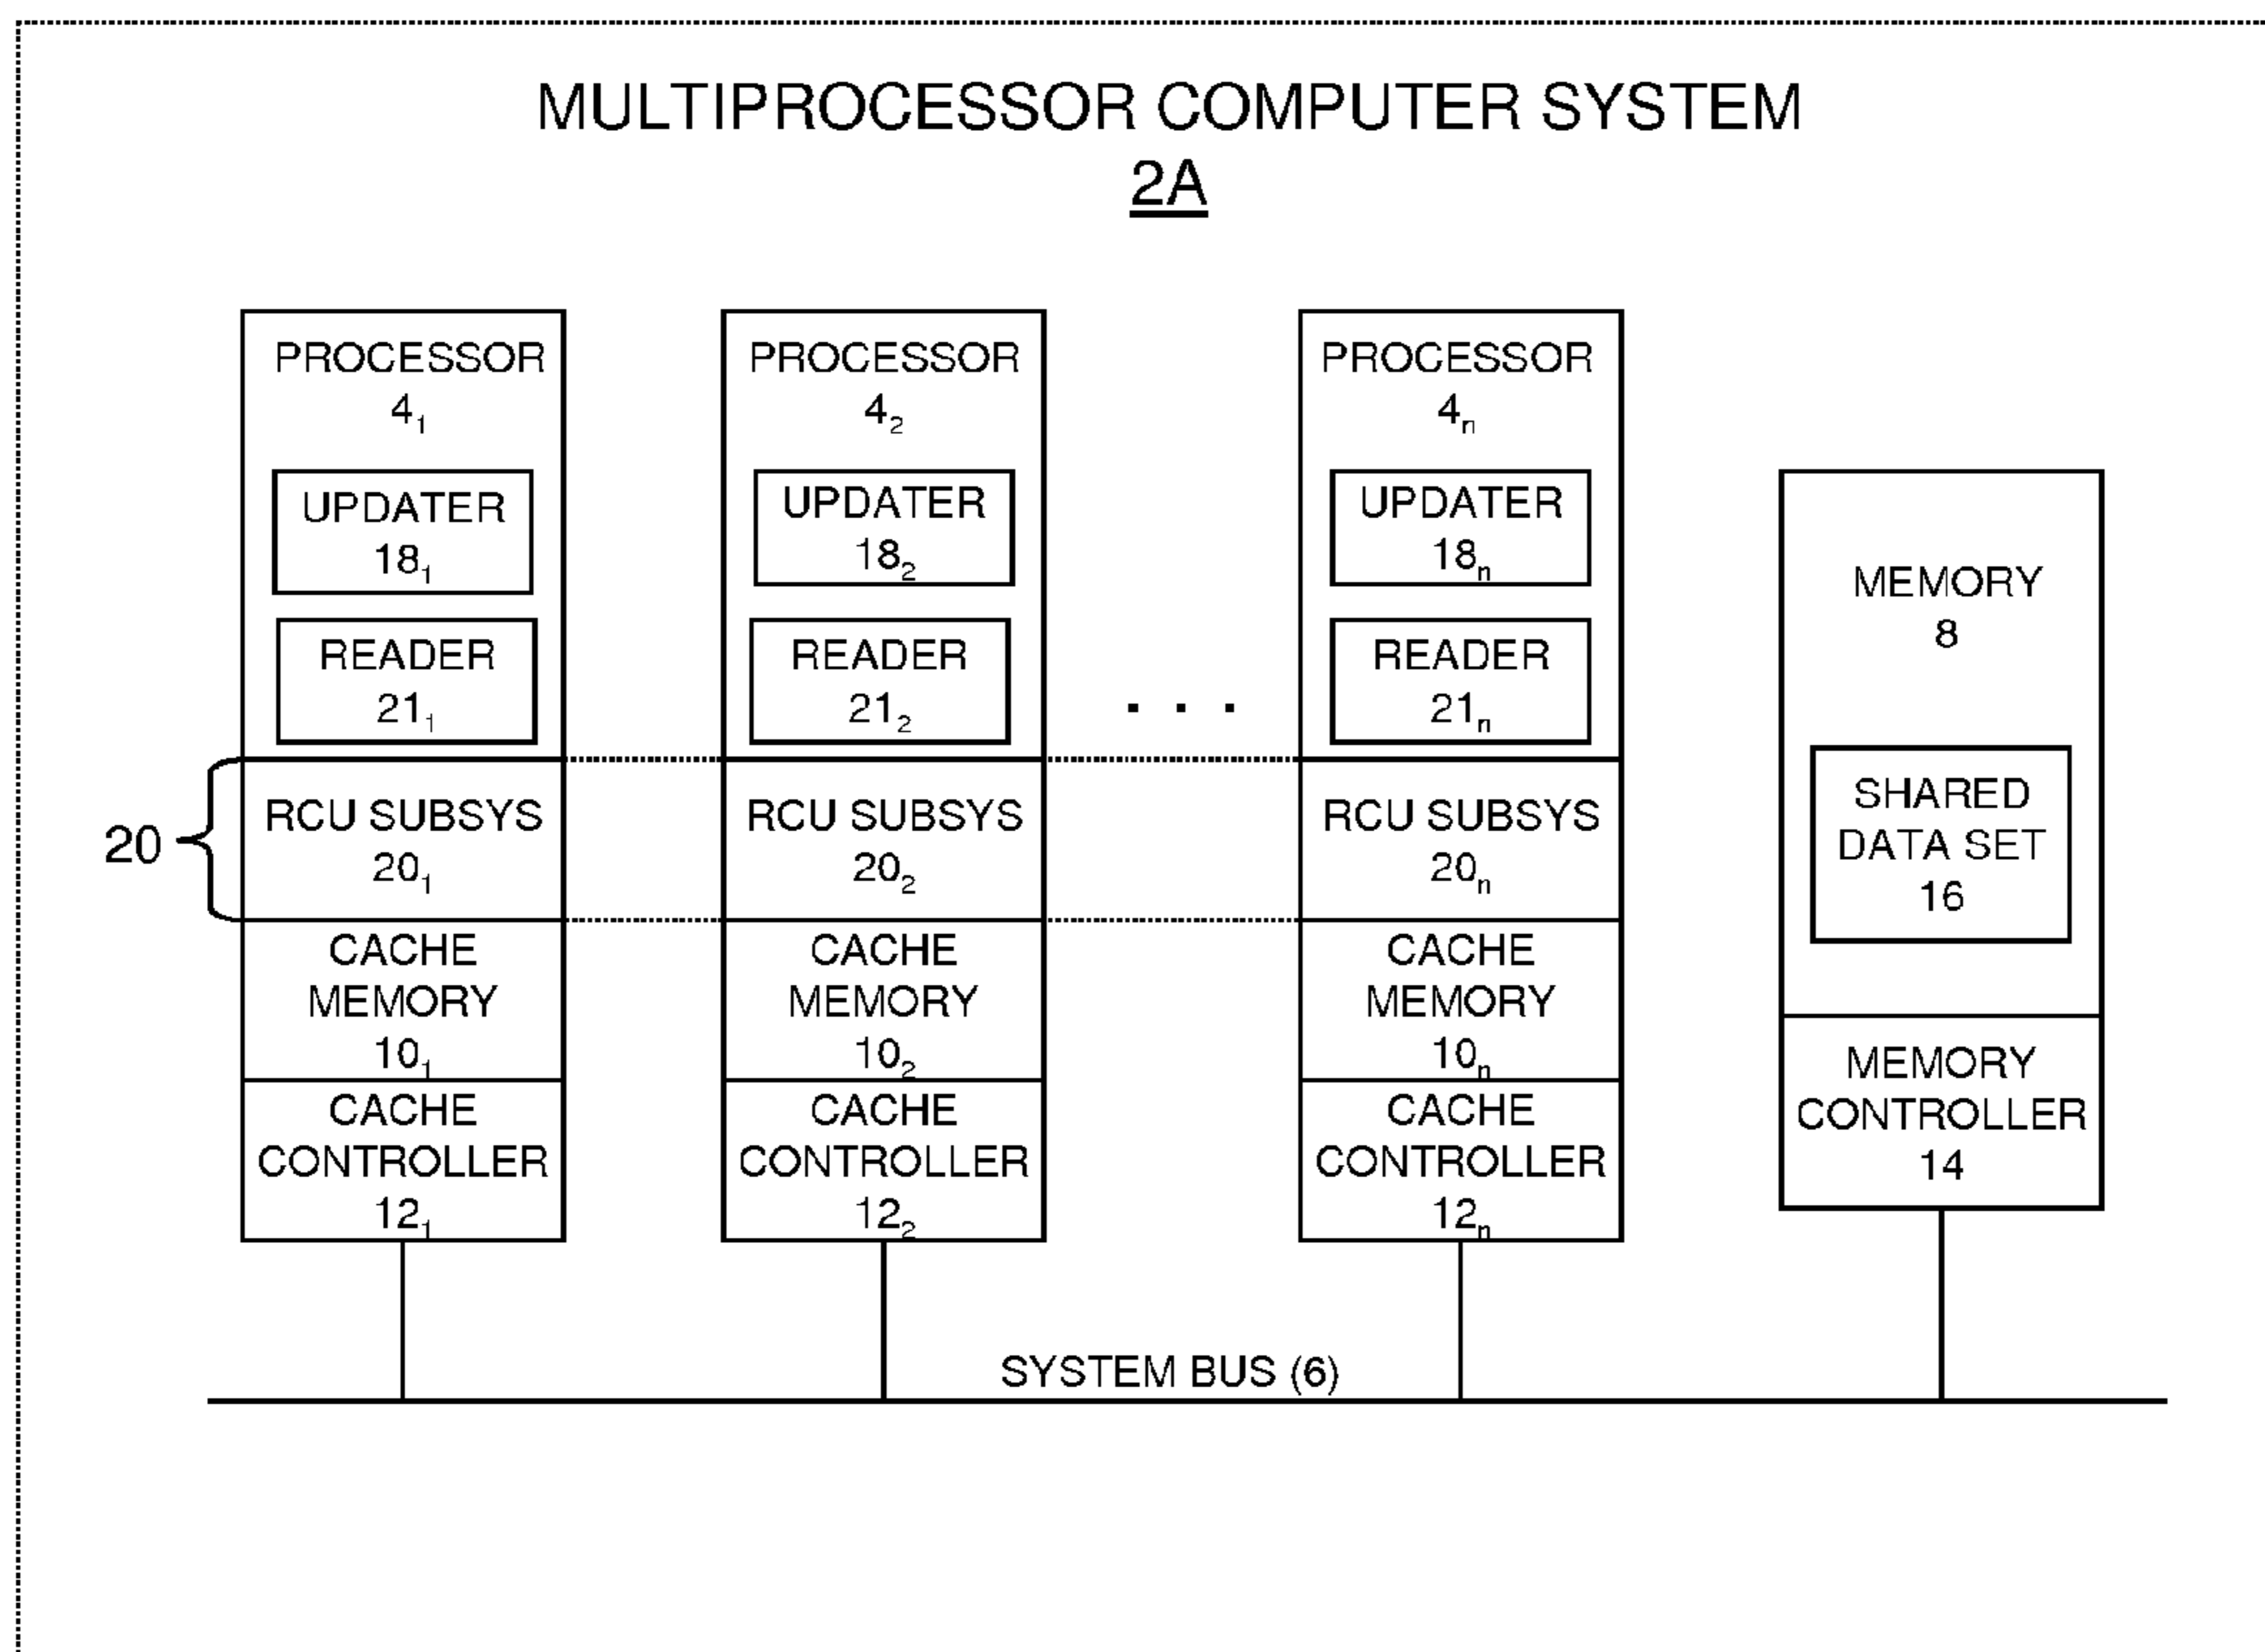 MULTIPROCESSOR COMPUTER SYSTEM
2A
PROCESSOR
4₁
UPDATER
18₁
READER
21₁
RCU SUBSYS
20₁
CACHE
MEMORY
10₁
CACHE
CONTROLLER
12₁
20
PROCESSOR
4₂
UPDATER
18₂
READER
21₂
RCU SUBSYS
20₂
CACHE
MEMORY
10₂
CACHE
CONTROLLER
12₂
. . .
PROCESSOR
4ₙ
UPDATER
18ₙ
READER
21ₙ
RCU SUBSYS
20ₙ
CACHE
MEMORY
10ₙ
CACHE
CONTROLLER
12ₙ
MEMORY
8
SHARED
DATA SET
16
MEMORY
CONTROLLER
14
SYSTEM BUS (6)